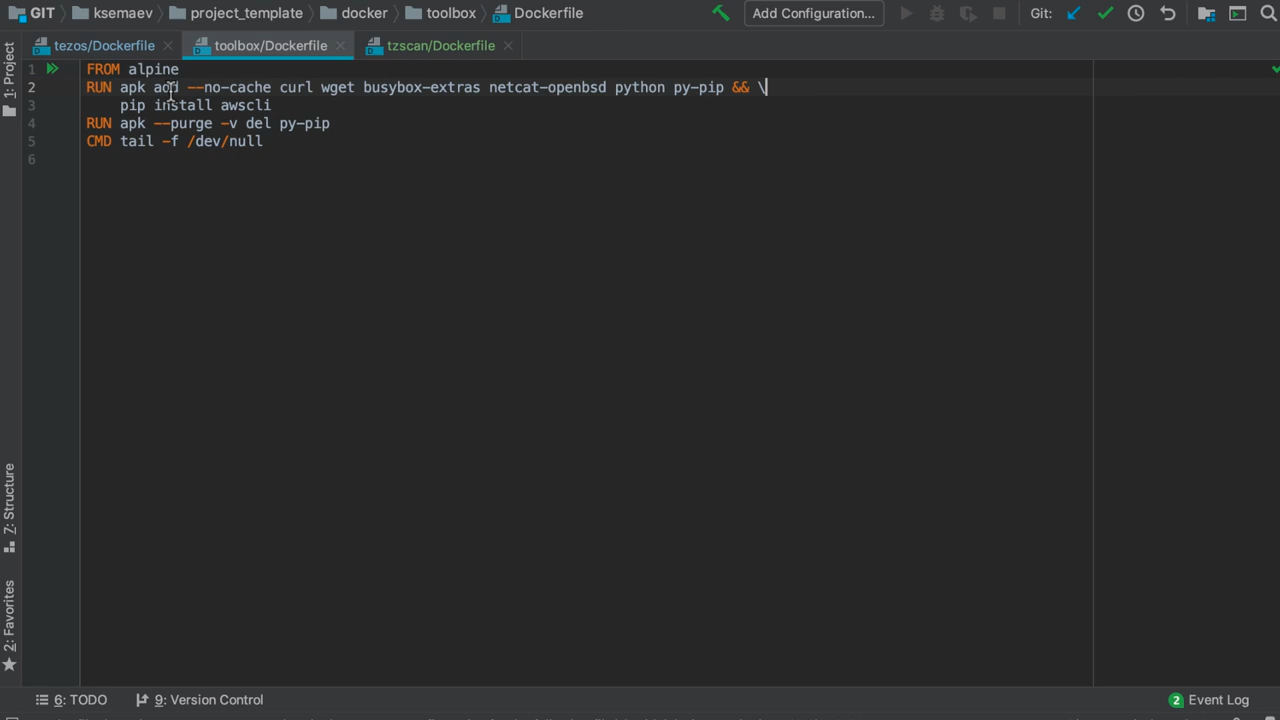 GIT ksemaev project_template docker toolbox Dockerfile Add Configuration... Git:
tezos/Dockerfile toolbox/Dockerfile tzscan/Dockerfile
1: Project
1 FROM alpine
2 RUN apk add --no-cache curl wget busybox-extras netcat-openbsd python py-pip && \
3 pip install awscli
4 RUN apk --purge -v del py-pip
5 CMD tail -f /dev/null
6
7: Structure
2: Favorites
6: TODO 9: Version Control 2 Event Log